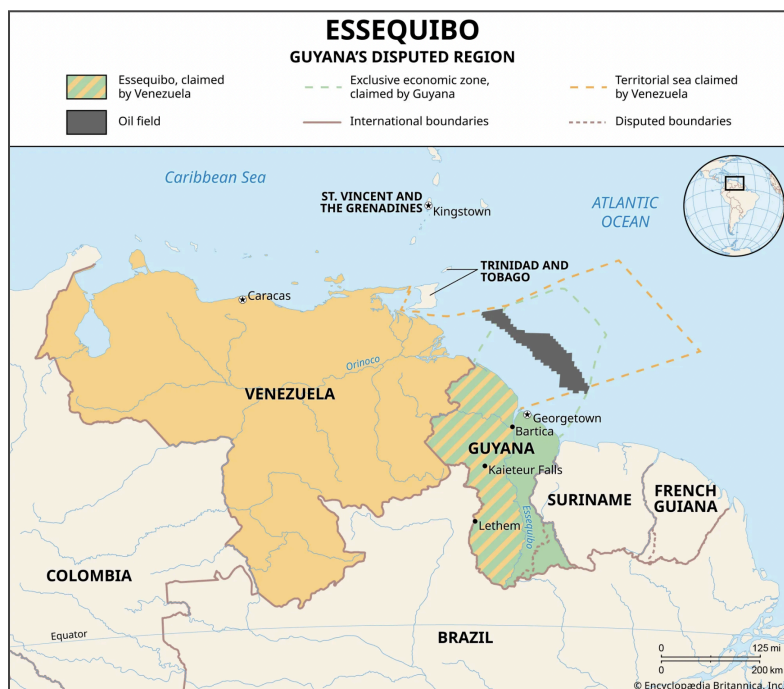 ESSEQUIBO
GUYANA'S DISPUTED REGION
Essequibo, claimed
by Venezuela
Exclusive economic zone,
claimed by Guyana
Territorial sea claimed
by Venezuela
Oil field
International boundaries
Disputed boundaries
Caribbean Sea
ST. VINCENT AND
THE GRENADINES
Kingstown
ATLANTIC
OCEAN
TRINIDAD AND
TOBAGO
Caracas
Orinoca
VENEZUELA
Georgetown
Bartica
GUYANA
Kaieteur Falls
SURINAME
FRENCH
GUIANA
Essequibo
Lethem
COLOMBIA
Equator
BRAZIL
0 125 mi
0 200 km
© Encyclopædia Britannica, Inc.